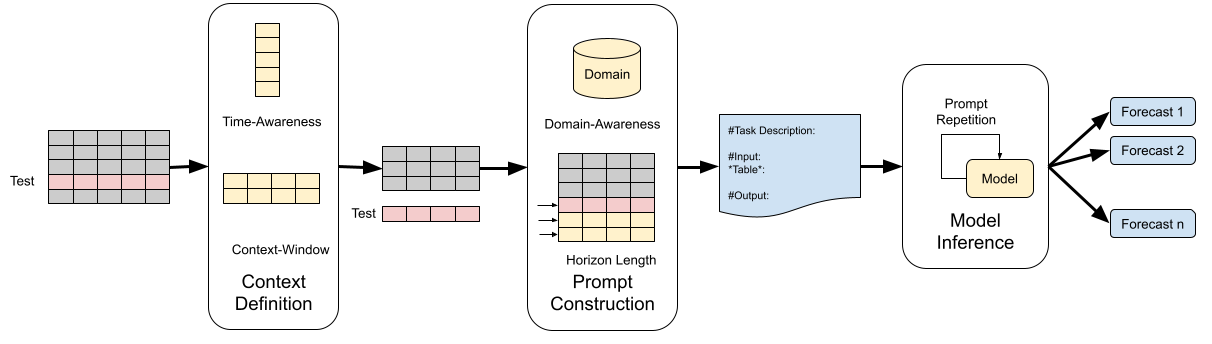 Test
Time-Awareness
Context-Window
Context
Definition
Test
Domain
Domain-Awareness
Horizon Length
Prompt
Construction
#Task Description:
#Input:
*Table*:
#Output:
Prompt
Repetition
Model
Model
Inference
Forecast 1
Forecast 2
Forecast n